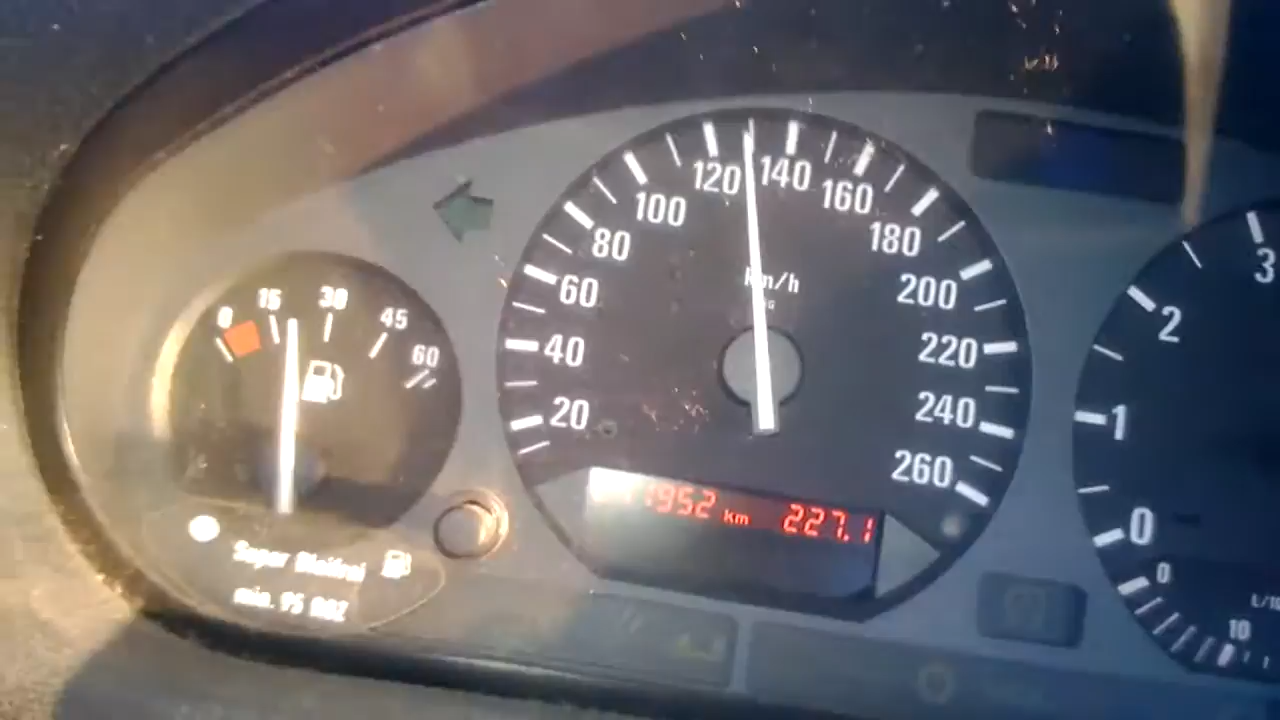 0 15 30 45 60
Super Bleifrei
min. 95 ROZ
20 40 60 80 100 120 140 160 180 200 220 240 260
km/h
1952 km 227.1
0 1 2 3
0 10